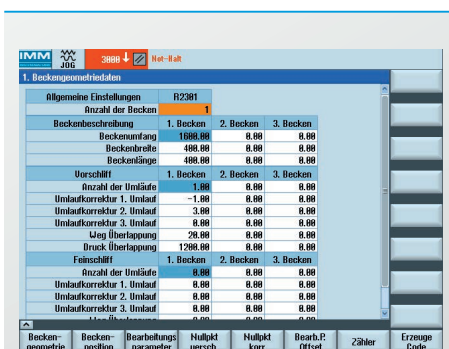 IMM JOG 3000 Not-Halt
1. Beckengeometriedaten
Allgemeine Einstellungen R2301
Anzahl der Becken 1
Beckenbeschreibung 1. Becken 2. Becken 3. Becken
Beckenumfang 1600.00 0.00 0.00
Beckenbreite 400.00 0.00 0.00
Beckenlänge 400.00 0.00 0.00
Vorschliff 1. Becken 2. Becken 3. Becken
Anzahl der Umläufe 1.00 0.00 0.00
Umlaufkorrektur 1. Umlauf -1.00 0.00 0.00
Umlaufkorrektur 2. Umlauf 3.00 0.00 0.00
Umlaufkorrektur 3. Umlauf 0.00 0.00 0.00
Weg Überlappung 20.00 0.00 0.00
Druck Überlappung 1200.00 0.00 0.00
Feinschliff 1. Becken 2. Becken 3. Becken
Anzahl der Umläufe 0.00 0.00 0.00
Umlaufkorrektur 1. Umlauf 0.00 0.00 0.00
Umlaufkorrektur 2. Umlauf 0.00 0.00 0.00
Umlaufkorrektur 3. Umlauf 0.00 0.00 0.00
Weg Überlappung 0.00 0.00 0.00
Becken- Becken- Bearbeitungs Nullpkt Nullpkt Bearb.P. Zähler Erzeuge
geometrie position parameter versch. korr. Offset Code